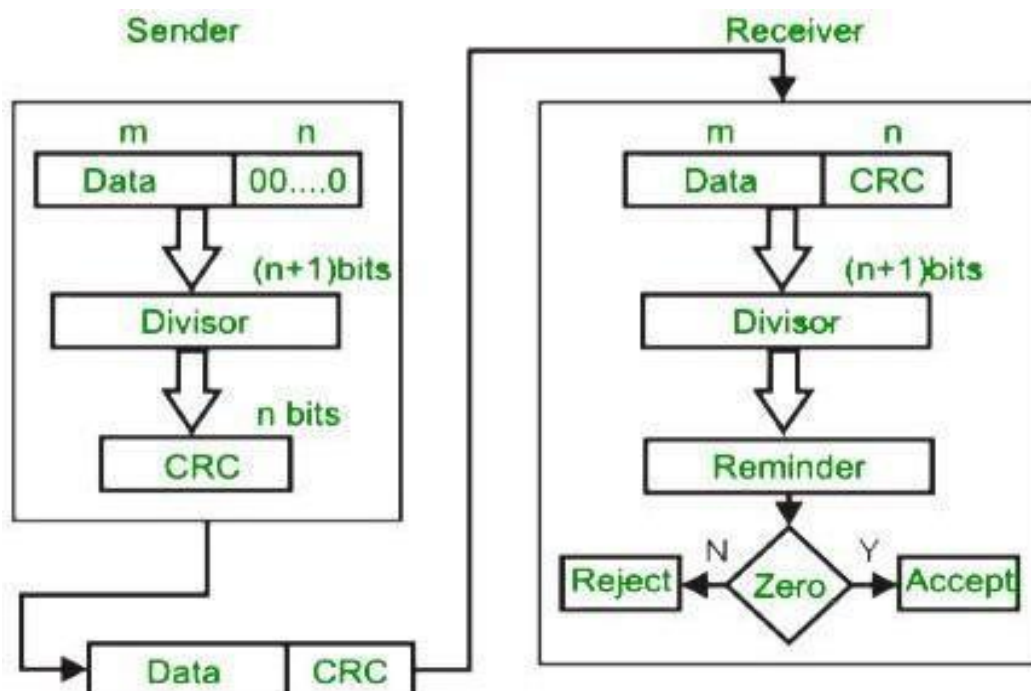 Sender
m n
Data 00....0
(n+1)bits
Divisor
n bits
CRC
Data CRC
Receiver
m n
Data CRC
(n+1)bits
Divisor
Reminder
N Y
Reject Zero Accept